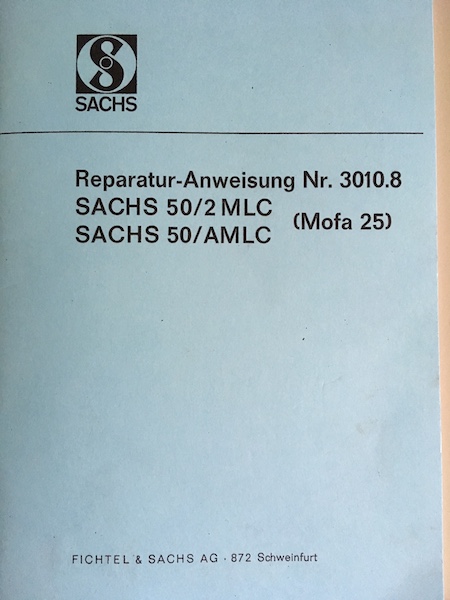 S
SACHS
Reparatur-Anweisung Nr. 3010.8
SACHS 50/2 MLC (Mofa 25)
SACHS 50/AMLC
FICHTEL & SACHS AG · 872 Schweinfurt